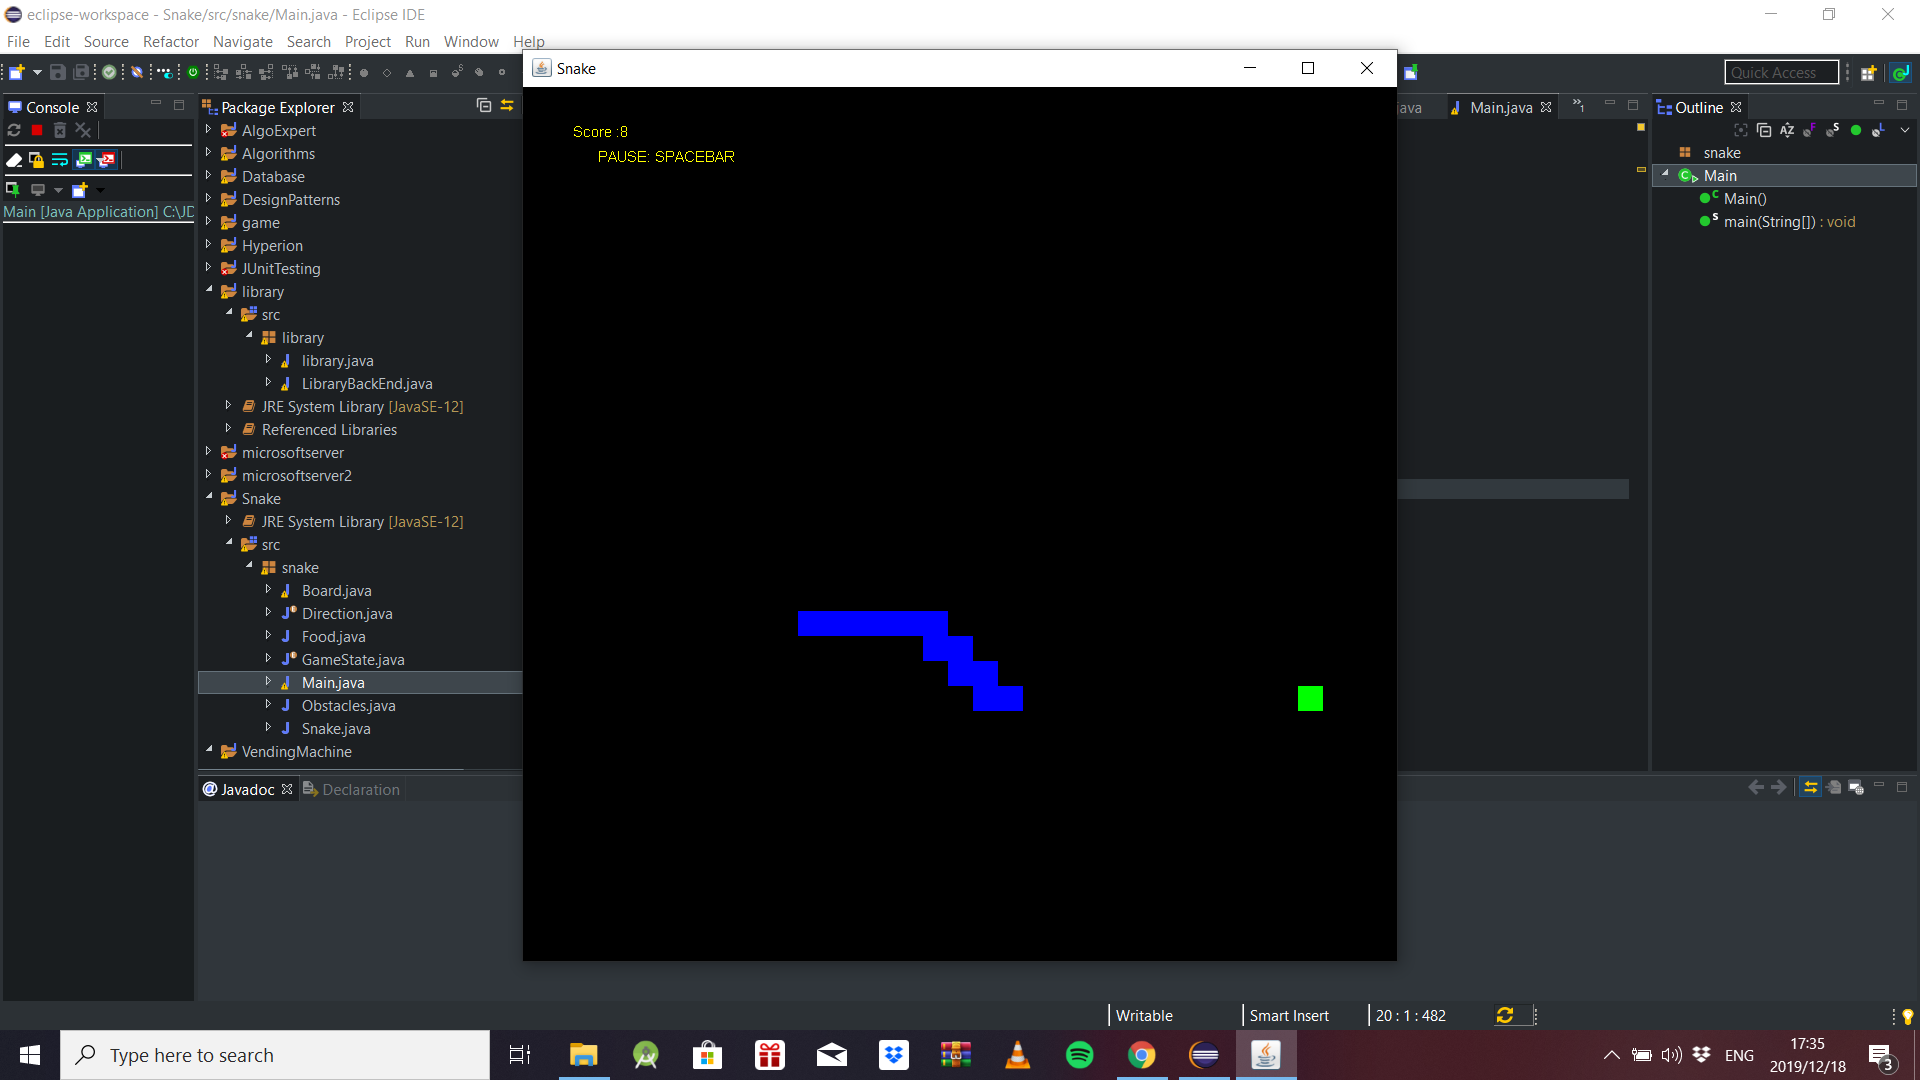 eclipse-workspace - Snake/src/snake/Main.java - Eclipse IDE
File Edit Source Refactor Navigate Search Project Run Window Help
Quick Access
Console
Package Explorer
Snake
ava
Main.java
1
Outline
Main [Java Application] C:\JD
AlgoExpert
Algorithms
Database
DesignPatterns
game
Hyperion
JUnitTesting
library
src
library
library.java
LibraryBackEnd.java
JRE System Library [JavaSE-12]
Referenced Libraries
microsoftserver
microsoftserver2
Snake
JRE System Library [JavaSE-12]
src
snake
Board.java
Direction.java
Food.java
GameState.java
Main.java
Obstacles.java
Snake.java
VendingMachine
Score :8
PAUSE: SPACEBAR
snake
Main
Main()
main(String[]) : void
@ Javadoc
Declaration
Writable
Smart Insert
20 : 1 : 482
Type here to search
ENG
17:35
2019/12/18
3